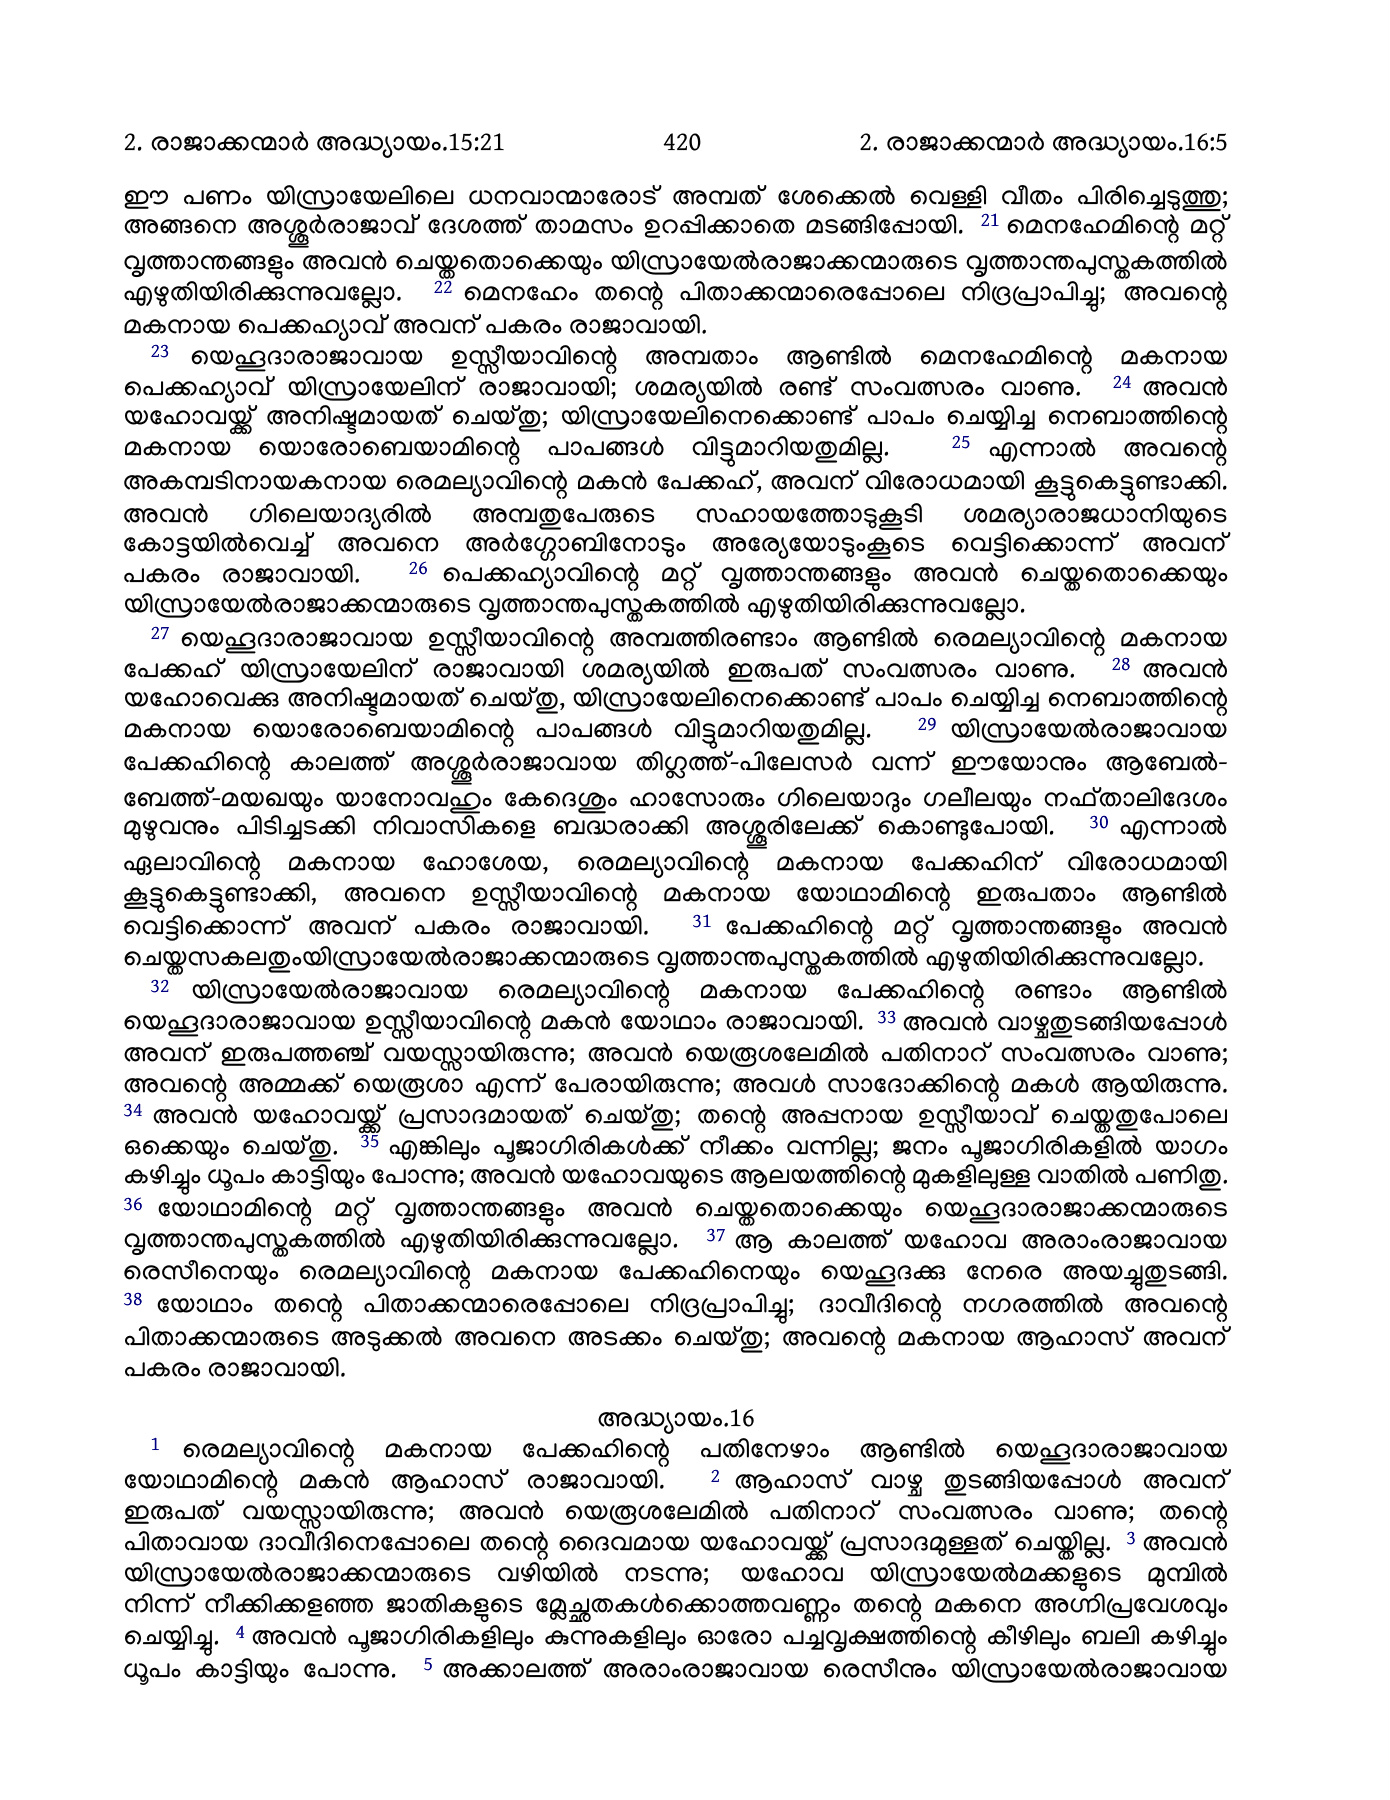 2. രാജാക്കന്മാർ അദ്ധ്യായം.15:21 420 2. രാജാക്കന്മാർ അദ്ധ്യായം.16:5
ഈ പണം യിസ്രായേലിലെ ധനവാന്മാരോട് അമ്പത് ശേക്കെൽ വെള്ളി വീതം പിരിച്ചെടുത്തു;
അങ്ങനെ അശ്ശൂർരാജാവ് ദേശത്ത് താമസം ഉറപ്പിക്കാതെ മടങ്ങിപ്പോയി. 21 മെനഹേമിന്റെ മറ്റ്
വൃത്താന്തങ്ങളും അവൻ ചെയ്തതൊക്കെയും യിസ്രായേൽരാജാക്കന്മാരുടെ വൃത്താന്തപുസ്തകത്തിൽ
എഴുതിയിരിക്കുന്നുവല്ലോ. 22 മെനഹേം തന്റെ പിതാക്കന്മാരെപ്പോലെ നിദ്രപ്രാപിച്ചു; അവന്റെ
മകനായ പെക്കഹ്യാവ് അവന് പകരം രാജാവായി.
23 യെഹൂദാരാജാവായ ഉസ്സീയാവിന്റെ അമ്പതാം ആണ്ടിൽ മെനഹേമിന്റെ മകനായ
പെക്കഹ്യാവ് യിസ്രായേലിന് രാജാവായി; ശമര്യയിൽ രണ്ട് സംവത്സരം വാണു. 24 അവൻ
യഹോവയ്ക്ക് അനിഷ്ടമായത് ചെയ്തു; യിസ്രായേലിനെക്കൊണ്ട് പാപം ചെയ്യിച്ച നെബാത്തിന്റെ
മകനായ യൊരോബെയാമിന്റെ പാപങ്ങൾ വിട്ടുമാറിയതുമില്ല. 25 എന്നാൽ അവന്റെ
അകമ്പടിനായകനായ രെമല്യാവിന്റെ മകൻ പേക്കഹ്, അവന് വിരോധമായി കൂട്ടുകെട്ടുണ്ടാക്കി.
അവൻ ഗിലെയാദ്യരിൽ അമ്പതുപേരുടെ സഹായത്തോടുകൂടി ശമര്യാരാജധാനിയുടെ
കോട്ടയിൽവെച്ച് അവനെ അർഗ്ഗോബിനോടും അര്യേയോടുംകൂടെ വെട്ടിക്കൊന്ന് അവന്
പകരം രാജാവായി. 26 പെക്കഹ്യാവിന്റെ മറ്റ് വൃത്താന്തങ്ങളും അവൻ ചെയ്തതൊക്കെയും
യിസ്രായേൽരാജാക്കന്മാരുടെ വൃത്താന്തപുസ്തകത്തിൽ എഴുതിയിരിക്കുന്നുവല്ലോ.
27 യെഹൂദാരാജാവായ ഉസ്സീയാവിന്റെ അമ്പത്തിരണ്ടാം ആണ്ടിൽ രെമല്യാവിന്റെ മകനായ
പേക്കഹ് യിസ്രായേലിന് രാജാവായി ശമര്യയിൽ ഇരുപത് സംവത്സരം വാണു. 28 അവൻ
യഹോവെക്കു അനിഷ്ടമായത് ചെയ്തു, യിസ്രായേലിനെക്കൊണ്ട് പാപം ചെയ്യിച്ച നെബാത്തിന്റെ
മകനായ യൊരോബെയാമിന്റെ പാപങ്ങൾ വിട്ടുമാറിയതുമില്ല. 29 യിസ്രായേൽരാജാവായ
പേക്കഹിന്റെ കാലത്ത് അശ്ശൂർരാജാവായ തിഗ്ലത്ത്-പിലേസർ വന്ന് ഈയോനും ആബേൽ-
ബേത്ത്-മയഖയും യാനോവഹും കേദെശും ഹാസോരും ഗിലെയാദും ഗലീലയും നഫ്താലിദേശം
മുഴുവനും പിടിച്ചടക്കി നിവാസികളെ ബദ്ധരാക്കി അശ്ശൂരിലേക്ക് കൊണ്ടുപോയി. 30 എന്നാൽ
ഏലാവിന്റെ മകനായ ഹോശേയ, രെമല്യാവിന്റെ മകനായ പേക്കഹിന് വിരോധമായി
കൂട്ടുകെട്ടുണ്ടാക്കി, അവനെ ഉസ്സീയാവിന്റെ മകനായ യോഥാമിന്റെ ഇരുപതാം ആണ്ടിൽ
വെട്ടിക്കൊന്ന് അവന് പകരം രാജാവായി. 31 പേക്കഹിന്റെ മറ്റ് വൃത്താന്തങ്ങളും അവൻ
ചെയ്തസകലതുംയിസ്രായേൽരാജാക്കന്മാരുടെ വൃത്താന്തപുസ്തകത്തിൽ എഴുതിയിരിക്കുന്നുവല്ലോ.
32 യിസ്രായേൽരാജാവായ രെമല്യാവിന്റെ മകനായ പേക്കഹിന്റെ രണ്ടാം ആണ്ടിൽ
യെഹൂദാരാജാവായ ഉസ്സീയാവിന്റെ മകൻ യോഥാം രാജാവായി. 33 അവൻ വാഴ്ചതുടങ്ങിയപ്പോൾ
അവന് ഇരുപത്തഞ്ച് വയസ്സായിരുന്നു; അവൻ യെരൂശലേമിൽ പതിനാറ് സംവത്സരം വാണു;
അവന്റെ അമ്മക്ക് യെരൂശാ എന്ന് പേരായിരുന്നു; അവൾ സാദോക്കിന്റെ മകൾ ആയിരുന്നു.
34 അവൻ യഹോവയ്ക്ക് പ്രസാദമായത് ചെയ്തു; തന്റെ അപ്പനായ ഉസ്സീയാവ് ചെയ്തതുപോലെ
ഒക്കെയും ചെയ്തു. 35 എങ്കിലും പൂജാഗിരികൾക്ക് നീക്കം വന്നില്ല; ജനം പൂജാഗിരികളിൽ യാഗം
കഴിച്ചും ധൂപം കാട്ടിയും പോന്നു; അവൻ യഹോവയുടെ ആലയത്തിന്റെ മുകളിലുള്ള വാതിൽ പണിതു.
36 യോഥാമിന്റെ മറ്റ് വൃത്താന്തങ്ങളും അവൻ ചെയ്തതൊക്കെയും യെഹൂദാരാജാക്കന്മാരുടെ
വൃത്താന്തപുസ്തകത്തിൽ എഴുതിയിരിക്കുന്നുവല്ലോ. 37 ആ കാലത്ത് യഹോവ അരാംരാജാവായ
രെസീനെയും രെമല്യാവിന്റെ മകനായ പേക്കഹിനെയും യെഹൂദക്കു നേരെ അയച്ചുതുടങ്ങി.
38 യോഥാം തന്റെ പിതാക്കന്മാരെപ്പോലെ നിദ്രപ്രാപിച്ചു; ദാവീദിന്റെ നഗരത്തിൽ അവന്റെ
പിതാക്കന്മാരുടെ അടുക്കൽ അവനെ അടക്കം ചെയ്തു; അവന്റെ മകനായ ആഹാസ് അവന്
പകരം രാജാവായി.
അദ്ധ്യായം.16
1 രെമല്യാവിന്റെ മകനായ പേക്കഹിന്റെ പതിനേഴാം ആണ്ടിൽ യെഹൂദാരാജാവായ
യോഥാമിന്റെ മകൻ ആഹാസ് രാജാവായി. 2 ആഹാസ് വാഴ്ച തുടങ്ങിയപ്പോൾ അവന്
ഇരുപത് വയസ്സായിരുന്നു; അവൻ യെരൂശലേമിൽ പതിനാറ് സംവത്സരം വാണു; തന്റെ
പിതാവായ ദാവീദിനെപ്പോലെ തന്റെ ദൈവമായ യഹോവയ്ക്ക് പ്രസാദമുള്ളത് ചെയ്തില്ല. 3 അവൻ
യിസ്രായേൽരാജാക്കന്മാരുടെ വഴിയിൽ നടന്നു; യഹോവ യിസ്രായേൽമക്കളുടെ മുമ്പിൽ
നിന്ന് നീക്കിക്കളഞ്ഞ ജാതികളുടെ മ്ലേച്ഛതകൾക്കൊത്തവണ്ണം തന്റെ മകനെ അഗ്നിപ്രവേശവും
ചെയ്യിച്ചു. 4 അവൻ പൂജാഗിരികളിലും കുന്നുകളിലും ഓരോ പച്ചവൃക്ഷത്തിന്റെ കീഴിലും ബലി കഴിച്ചും
ധൂപം കാട്ടിയും പോന്നു. 5 അക്കാലത്ത് അരാംരാജാവായ രെസീനും യിസ്രായേൽരാജാവായ